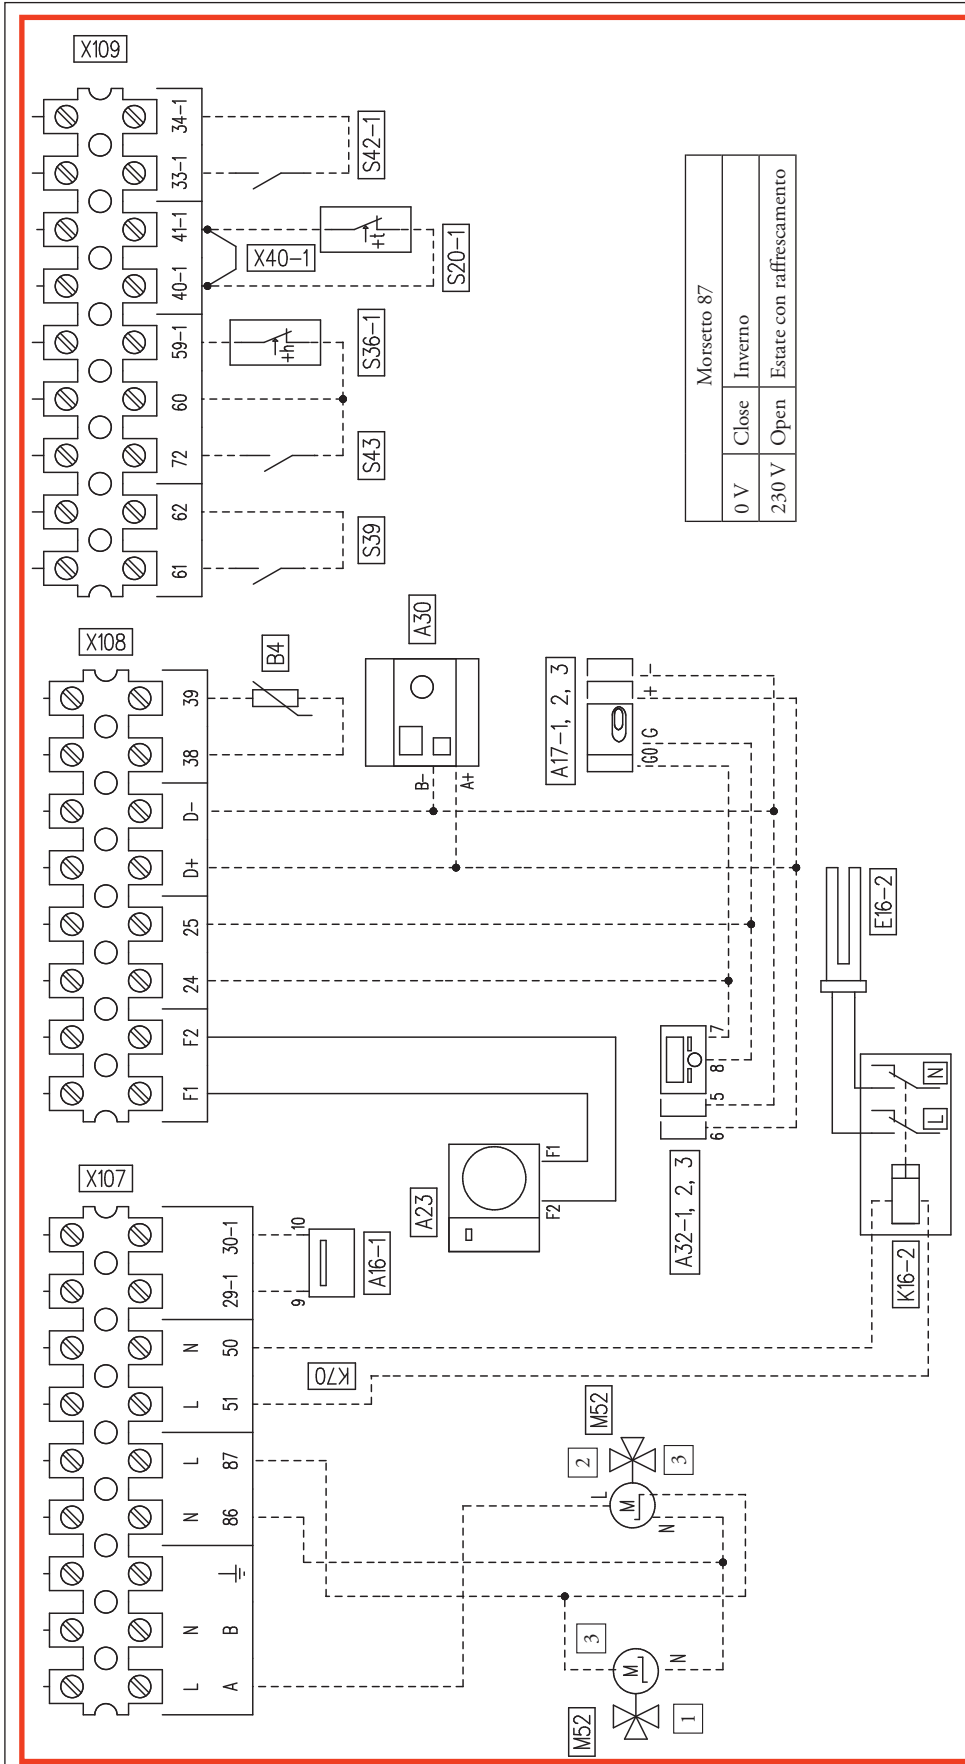 X109
34-1
33-1
41-1
40-1
59-1
60
72
62
61
S42-1
+t
X40-1
S20-1
+h
S36-1
S43
S39
Morsetto 87
0 V Close Inverno
230 V Open Estate con raffrescamento
X108
39
38
D-
D+
25
24
F2
F1
B4
A30
B-
A+
A17-1, 2, 3
- +
G
G0
7
8
5
6
A32-1, 2, 3
A23
F1
F2
E16-2
N
L
K16-2
X107
30-1
29-1
N 50
L 51
L 87
N 86
N B
L A
10
9
A16-1
K70
M52
2
3
L
M
N
3
M
N
M52
1